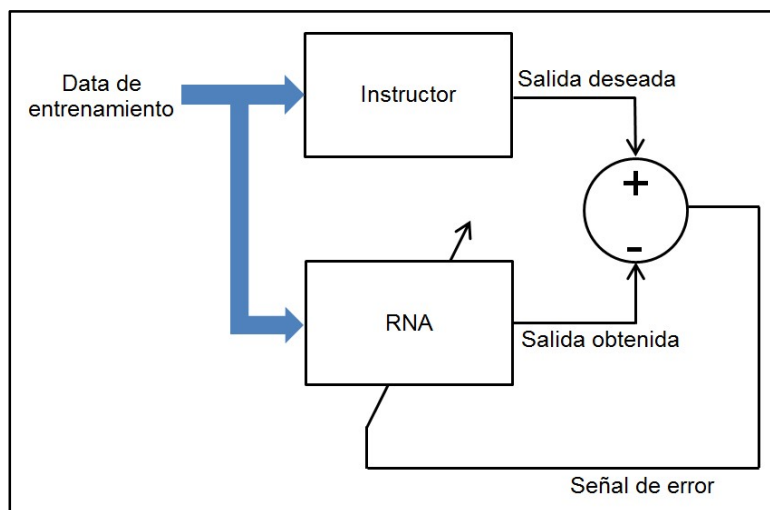 Data de
entrenamiento
Instructor
Salida deseada
+
-
RNA
Salida obtenida
Señal de error